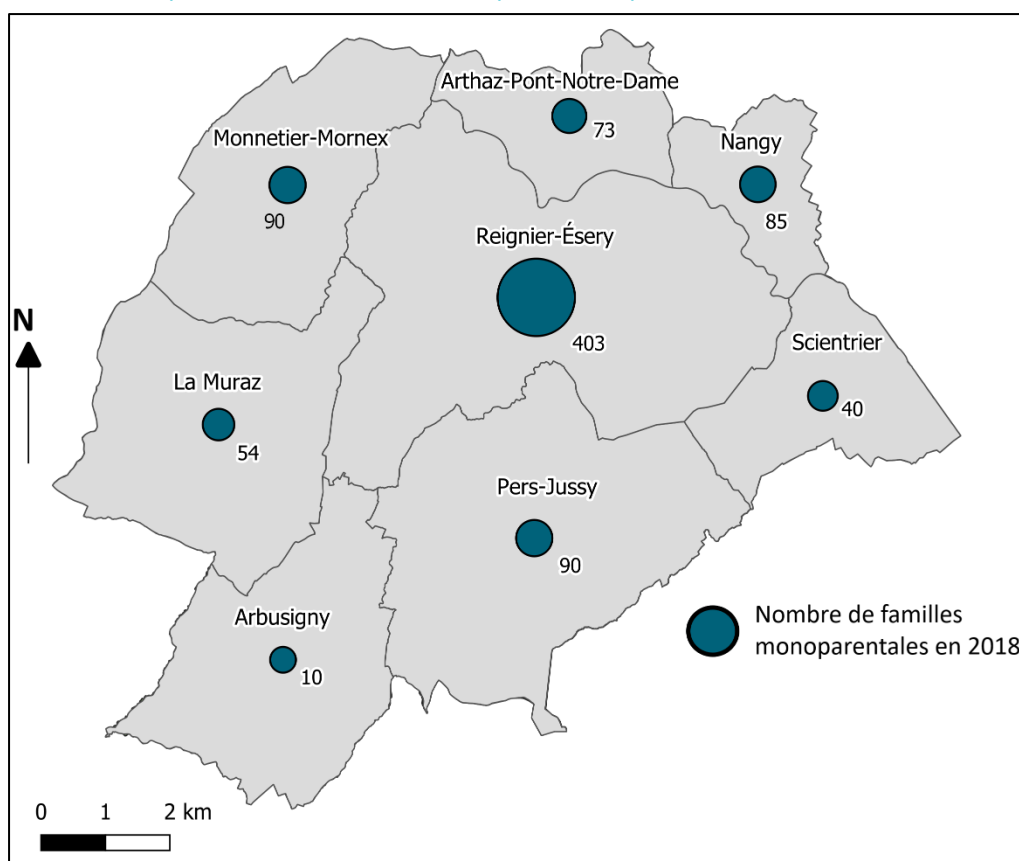 Arthaz-Pont-Notre-Dame
73
Monnetier-Mornex
90
Nangy
85
Reignier-Ésery
403
N
Scientrier
40
La Muraz
54
Pers-Jussy
90
Arbusigny
10
Nombre de familles
monoparentales en 2018
0 1 2 km